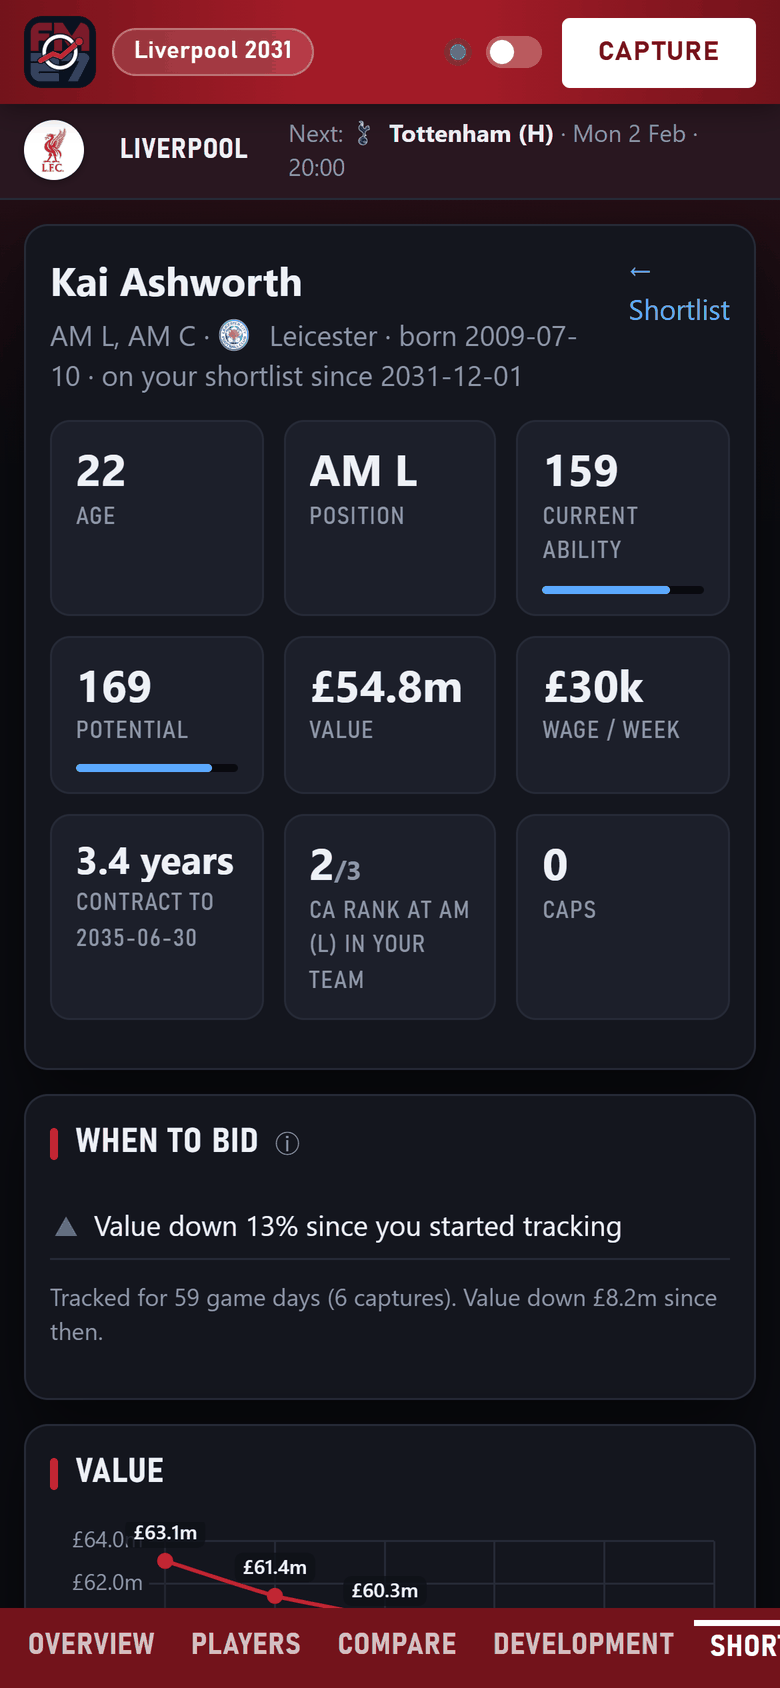 FM
27
Liverpool 2031
CAPTURE
L.F.C.
LIVERPOOL
Next: Tottenham (H) · Mon 2 Feb ·
20:00
Kai Ashworth
←
Shortlist
AM L, AM C · Leicester · born 2009-07-
10 · on your shortlist since 2031-12-01
22
AGE
AM L
POSITION
159
CURRENT
ABILITY
169
POTENTIAL
£54.8m
VALUE
£30k
WAGE / WEEK
3.4 years
CONTRACT TO
2035-06-30
2/3
CA RANK AT AM
(L) IN YOUR
TEAM
0
CAPS
WHEN TO BID ⓘ
▲ Value down 13% since you started tracking
Tracked for 59 game days (6 captures). Value down £8.2m since
then.
VALUE
£64.0
£63.1m
£61.4m
£62.0m
£60.3m
OVERVIEW
PLAYERS
COMPARE
DEVELOPMENT
SHOR